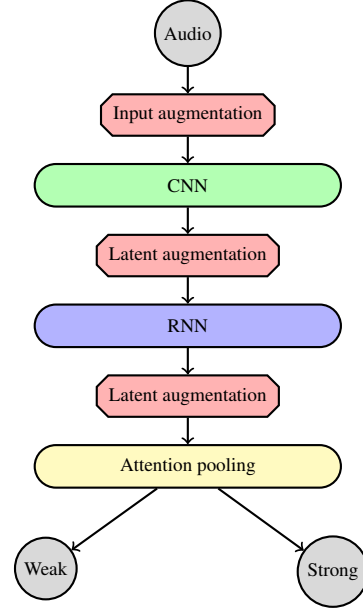 Audio
Input augmentation
CNN
Latent augmentation
RNN
Latent augmentation
Attention pooling
Weak
Strong